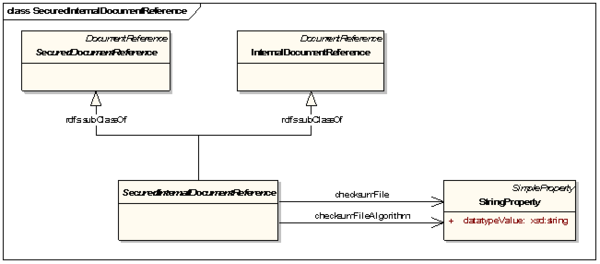 class SecuredInternalDocumentReference
DocumentReference
SecuredDocumentReference
DocumentReference
InternalDocumentReference
rdfs:subClassOf
rdfs:subClassOf
SecuredInternalDocumentReference
checksumFile
checksumFileAlgorithm
SimpleProperty
StringProperty
+ datatypeValue: xsd:string